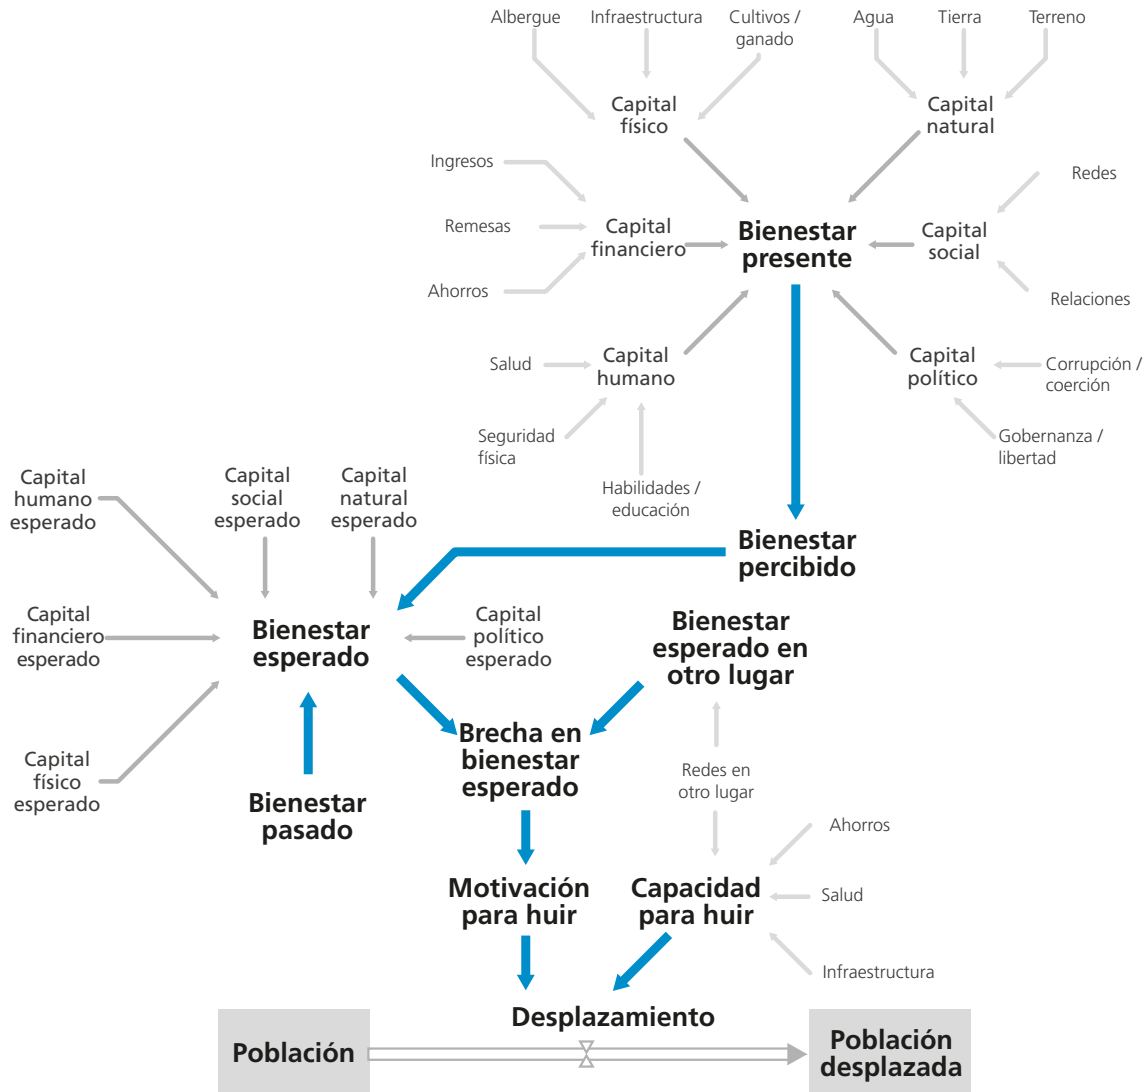 Albergue
Infraestructura
Cultivos /
ganado
Agua
Tierra
Terreno
Capital
físico
Capital
natural
Ingresos
Redes
Remesas
Capital
financiero
Bienestar
presente
Capital
social
Ahorros
Relaciones
Salud
Capital
humano
Capital
político
Corrupción /
coerción
Seguridad
física
Gobernanza /
libertad
Habilidades /
educación
Capital
humano
esperado
Capital
social
esperado
Capital
natural
esperado
Bienestar
percibido
Capital
financiero
esperado
Bienestar
esperado
Capital
político
esperado
Bienestar
esperado en
otro lugar
Capital
físico
esperado
Bienestar
pasado
Brecha en
bienestar
esperado
Redes en
otro lugar
Ahorros
Motivación
para huir
Capacidad
para huir
Salud
Infraestructura
Desplazamiento
Población
Población
desplazada